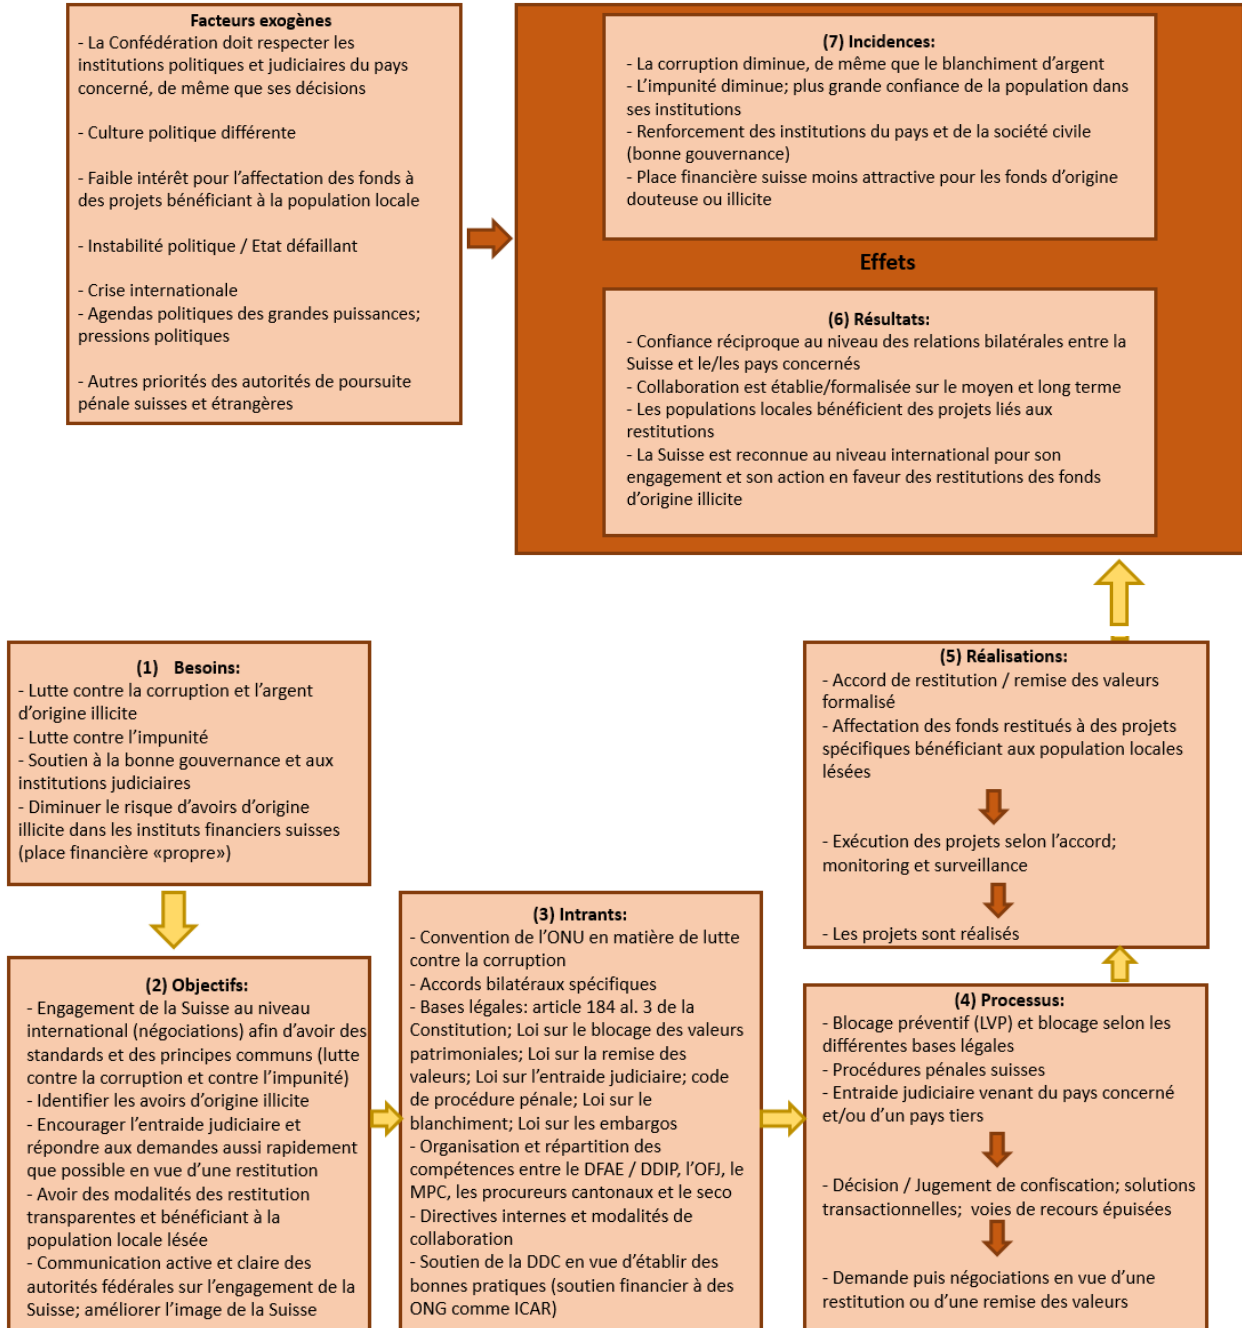 Facteurs exogènes
- La Confédération doit respecter les
institutions politiques et judiciaires du pays
concerné, de même que ses décisions
- Culture politique différente
- Faible intérêt pour l’affectation des fonds à
des projets bénéficiant à la population locale
- Instabilité politique / Etat défaillant
- Crise internationale
- Agendas politiques des grandes puissances;
pressions politiques
- Autres priorités des autorités de poursuite
pénale suisses et étrangères
(7) Incidences:
- La corruption diminue, de même que le blanchiment d’argent
- L’impunité diminue; plus grande confiance de la population dans
ses institutions
- Renforcement des institutions du pays et de la société civile
(bonne gouvernance)
- Place financière suisse moins attractive pour les fonds d’origine
douteuse ou illicite
Effets
(6) Résultats:
- Confiance réciproque au niveau des relations bilatérales entre la
Suisse et le/les pays concernés
- Collaboration est établie/formalisée sur le moyen et long terme
- Les populations locales bénéficient des projets liés aux
restitutions
- La Suisse est reconnue au niveau international pour son
engagement et son action en faveur des restitutions des fonds
d’origine illicite
(1) Besoins:
- Lutte contre la corruption et l’argent
d’origine illicite
- Lutte contre l’impunité
- Soutien à la bonne gouvernance et aux
institutions judiciaires
- Diminuer le risque d’avoirs d’origine
illicite dans les instituts financiers suisses
(place financière «propre»)
(2) Objectifs:
- Engagement de la Suisse au niveau
international (négociations) afin d’avoir des
standards et des principes communs (lutte
contre la corruption et contre l’impunité)
- Identifier les avoirs d’origine illicite
- Encourager l’entraide judiciaire et
répondre aux demandes aussi rapidement
que possible en vue d’une restitution
- Avoir des modalités des restitution
transparentes et bénéficiant à la
population locale lésée
- Communication active et claire des
autorités fédérales sur l’engagement de la
Suisse; améliorer l’image de la Suisse
(3) Intrants:
- Convention de l’ONU en matière de lutte
contre la corruption
- Accords bilatéraux spécifiques
- Bases légales: article 184 al. 3 de la
Constitution; Loi sur le blocage des valeurs
patrimoniales; Loi sur la remise des
valeurs; Loi sur l’entraide judiciaire; code
de procédure pénale; Loi sur le
blanchiment; Loi sur les embargos
- Organisation et répartition des
compétences entre le DFAE / DDIP, l’OFJ, le
MPC, les procureurs cantonaux et le seco
- Directives internes et modalités de
collaboration
- Soutien de la DDC en vue d’établir des
bonnes pratiques (soutien financier à des
ONG comme ICAR)
(5) Réalisations:
- Accord de restitution / remise des valeurs
formalisé
- Affectation des fonds restitués à des projets
spécifiques bénéficiant aux population locales
lésées
- Exécution des projets selon l’accord;
monitoring et surveillance
- Les projets sont réalisés
(4) Processus:
- Blocage préventif (LVP) et blocage selon les
différentes bases légales
- Procédures pénales suisses
- Entraide judiciaire venant du pays concerné
et/ou d’un pays tiers
- Décision / Jugement de confiscation; solutions
transactionnelles; voies de recours épuisées
- Demande puis négociations en vue d’une
restitution ou d’une remise des valeurs